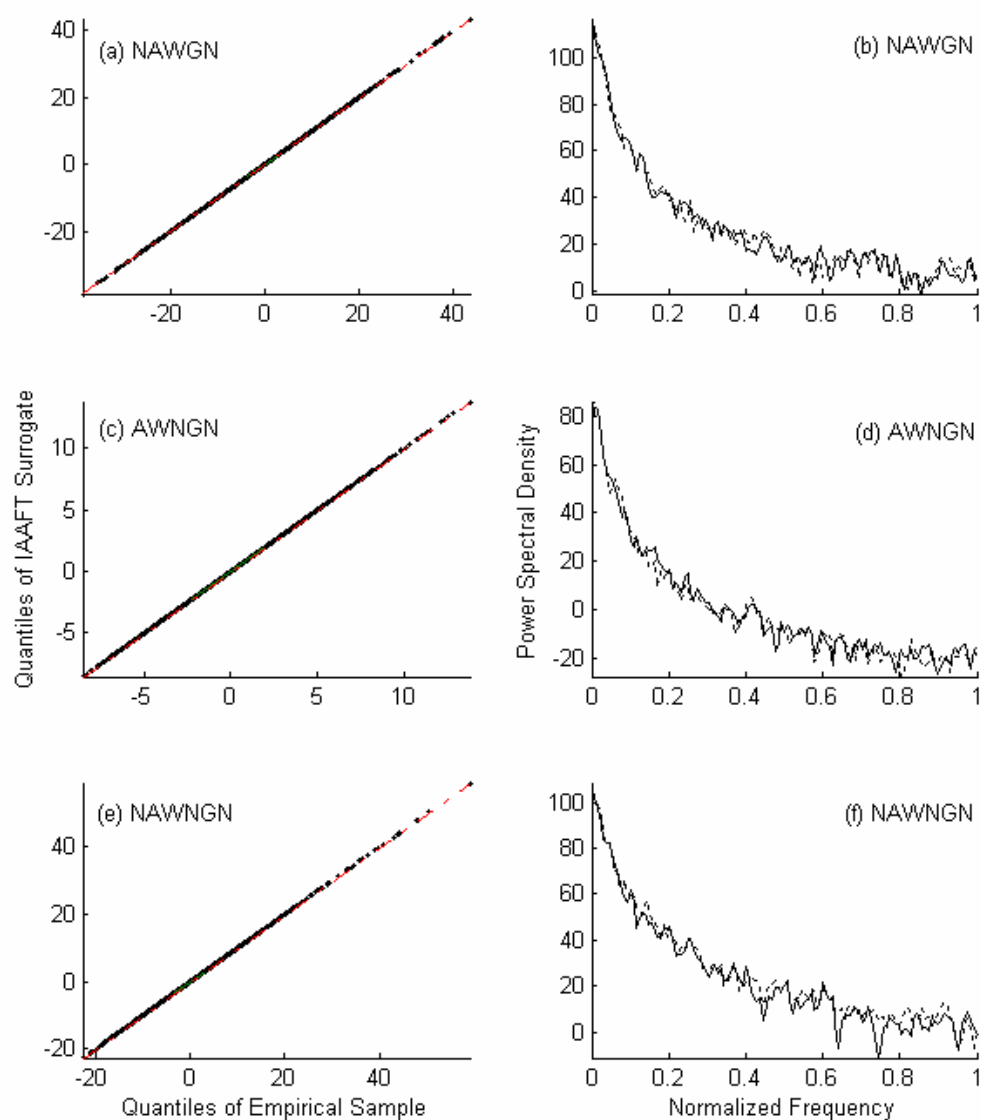 (a) NAWGN
40
20
0
-20
-20 0 20 40
(b) NAWGN
100
80
60
40
20
0
0 0.2 0.4 0.6 0.8 1
Quantiles of IAAFT Surrogate
(c) AWNGN
10
5
0
-5
-5 0 5 10
Power Spectral Density
(d) AWNGN
80
60
40
20
0
-20
0 0.2 0.4 0.6 0.8 1
(e) NAWNGN
40
20
0
-20
-20 0 20 40
Quantiles of Empirical Sample
(f) NAWNGN
100
80
60
40
20
0
0 0.2 0.4 0.6 0.8 1
Normalized Frequency